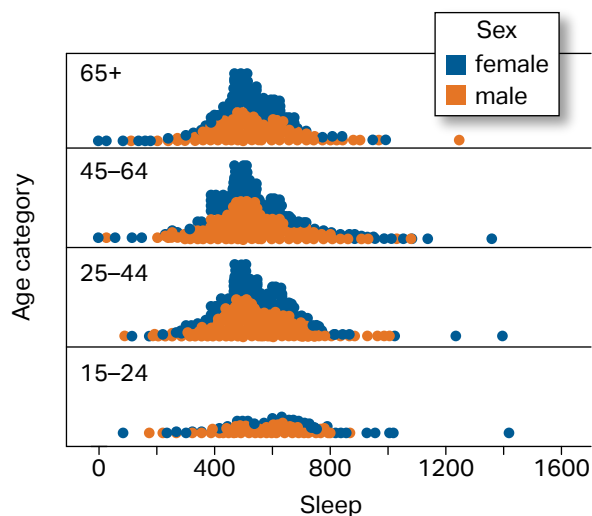 Sex
female
male
65+
45–64
25–44
15–24
Age category
0 400 800 1200 1600
Sleep